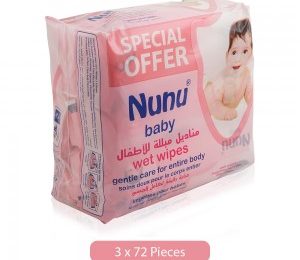 SPECIAL
OFFER
Nunu®
baby
مناديل مبللة للأطفال
wet wipes
gentle care for entire body
soins doux pour le corps entier
Nunu
3 x 72 Pieces